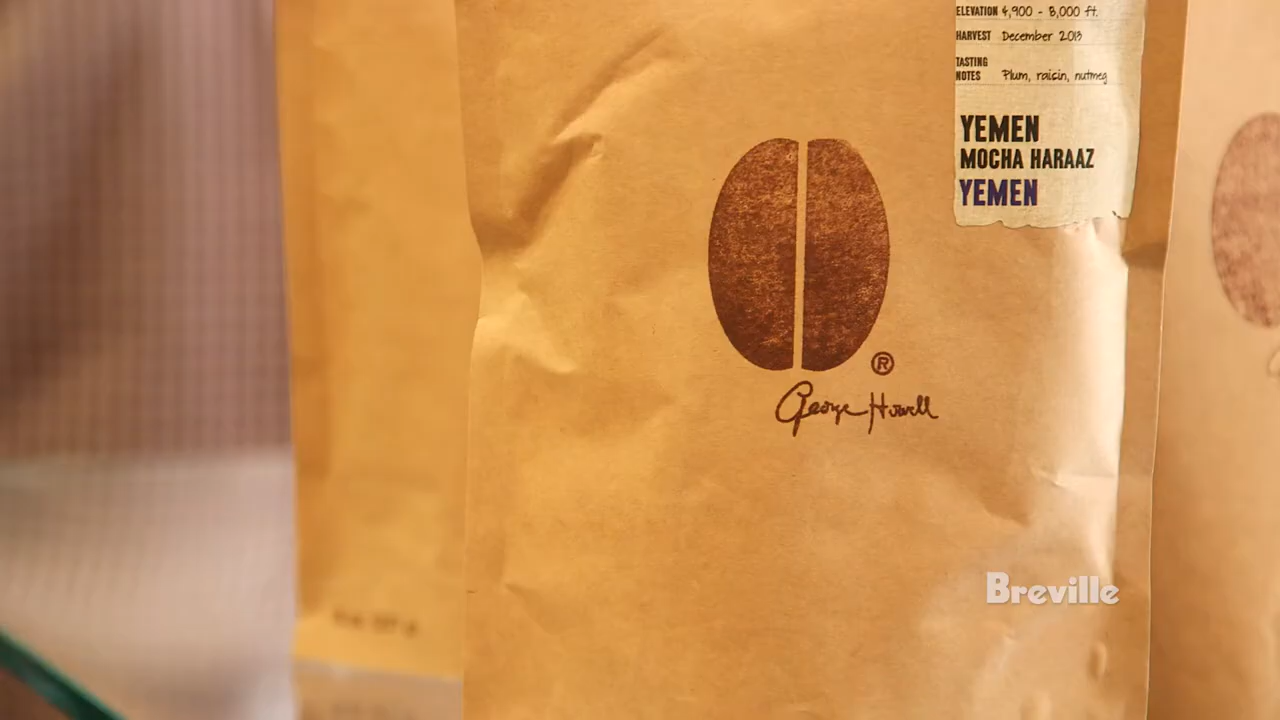 ELEVATION 4,900 - 8,000 ft.
HARVEST December 2013
TASTING NOTES Plum, raisin, nutmeg
YEMEN
MOCHA HARAAZ
YEMEN
®
George Howell
Breville